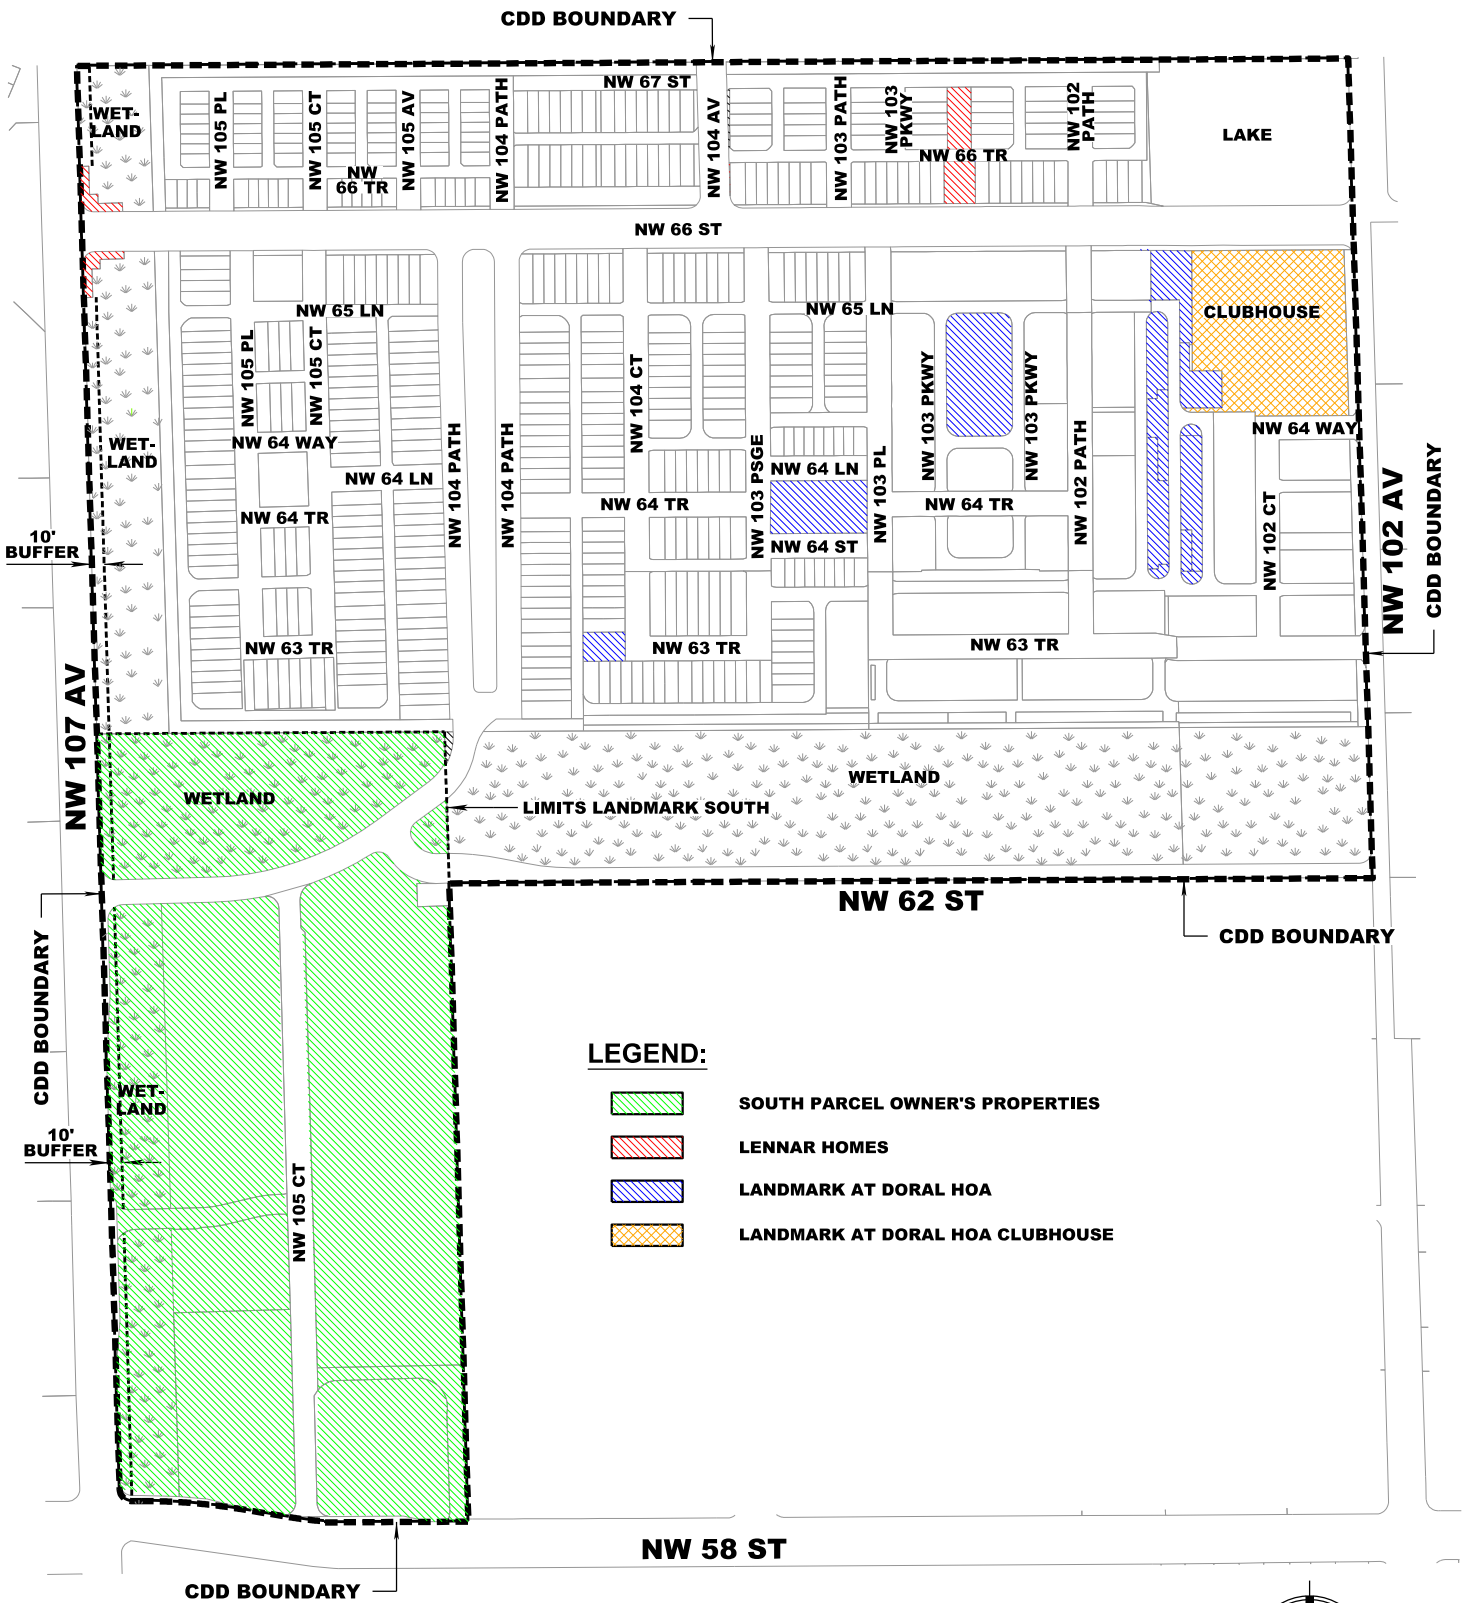 CDD BOUNDARY
NW 67 ST
WET-
LAND
NW 105 PL
NW 105 CT
NW 105 AV
NW 104 PATH
NW 104 AV
NW 103 PATH
NW 103
PKWY
NW 102
PATH
LAKE
NW
66 TR
NW 66 TR
NW 66 ST
NW 65 LN
NW 65 LN
CLUBHOUSE
NW 105 PL
NW 105 CT
NW 104 CT
NW 103 PKWY
NW 103 PKWY
NW 64 WAY
NW 64 WAY
WET-
LAND
NW 104 PATH
NW 104 PATH
NW 103 PSGE
NW 64 LN
NW 64 LN
NW 103 PL
NW 102 PATH
NW 102 CT
NW 102 AV
CDD BOUNDARY
NW 64 TR
NW 64 TR
NW 64 TR
10'
BUFFER
NW 64 ST
NW 63 TR
NW 63 TR
NW 63 TR
NW 107 AV
WETLAND
WETLAND
LIMITS LANDMARK SOUTH
NW 62 ST
CDD BOUNDARY
CDD BOUNDARY
LEGEND:
SOUTH PARCEL OWNER'S PROPERTIES
LENNAR HOMES
LANDMARK AT DORAL HOA
LANDMARK AT DORAL HOA CLUBHOUSE
WET-
LAND
10'
BUFFER
NW 105 CT
NW 58 ST
CDD BOUNDARY